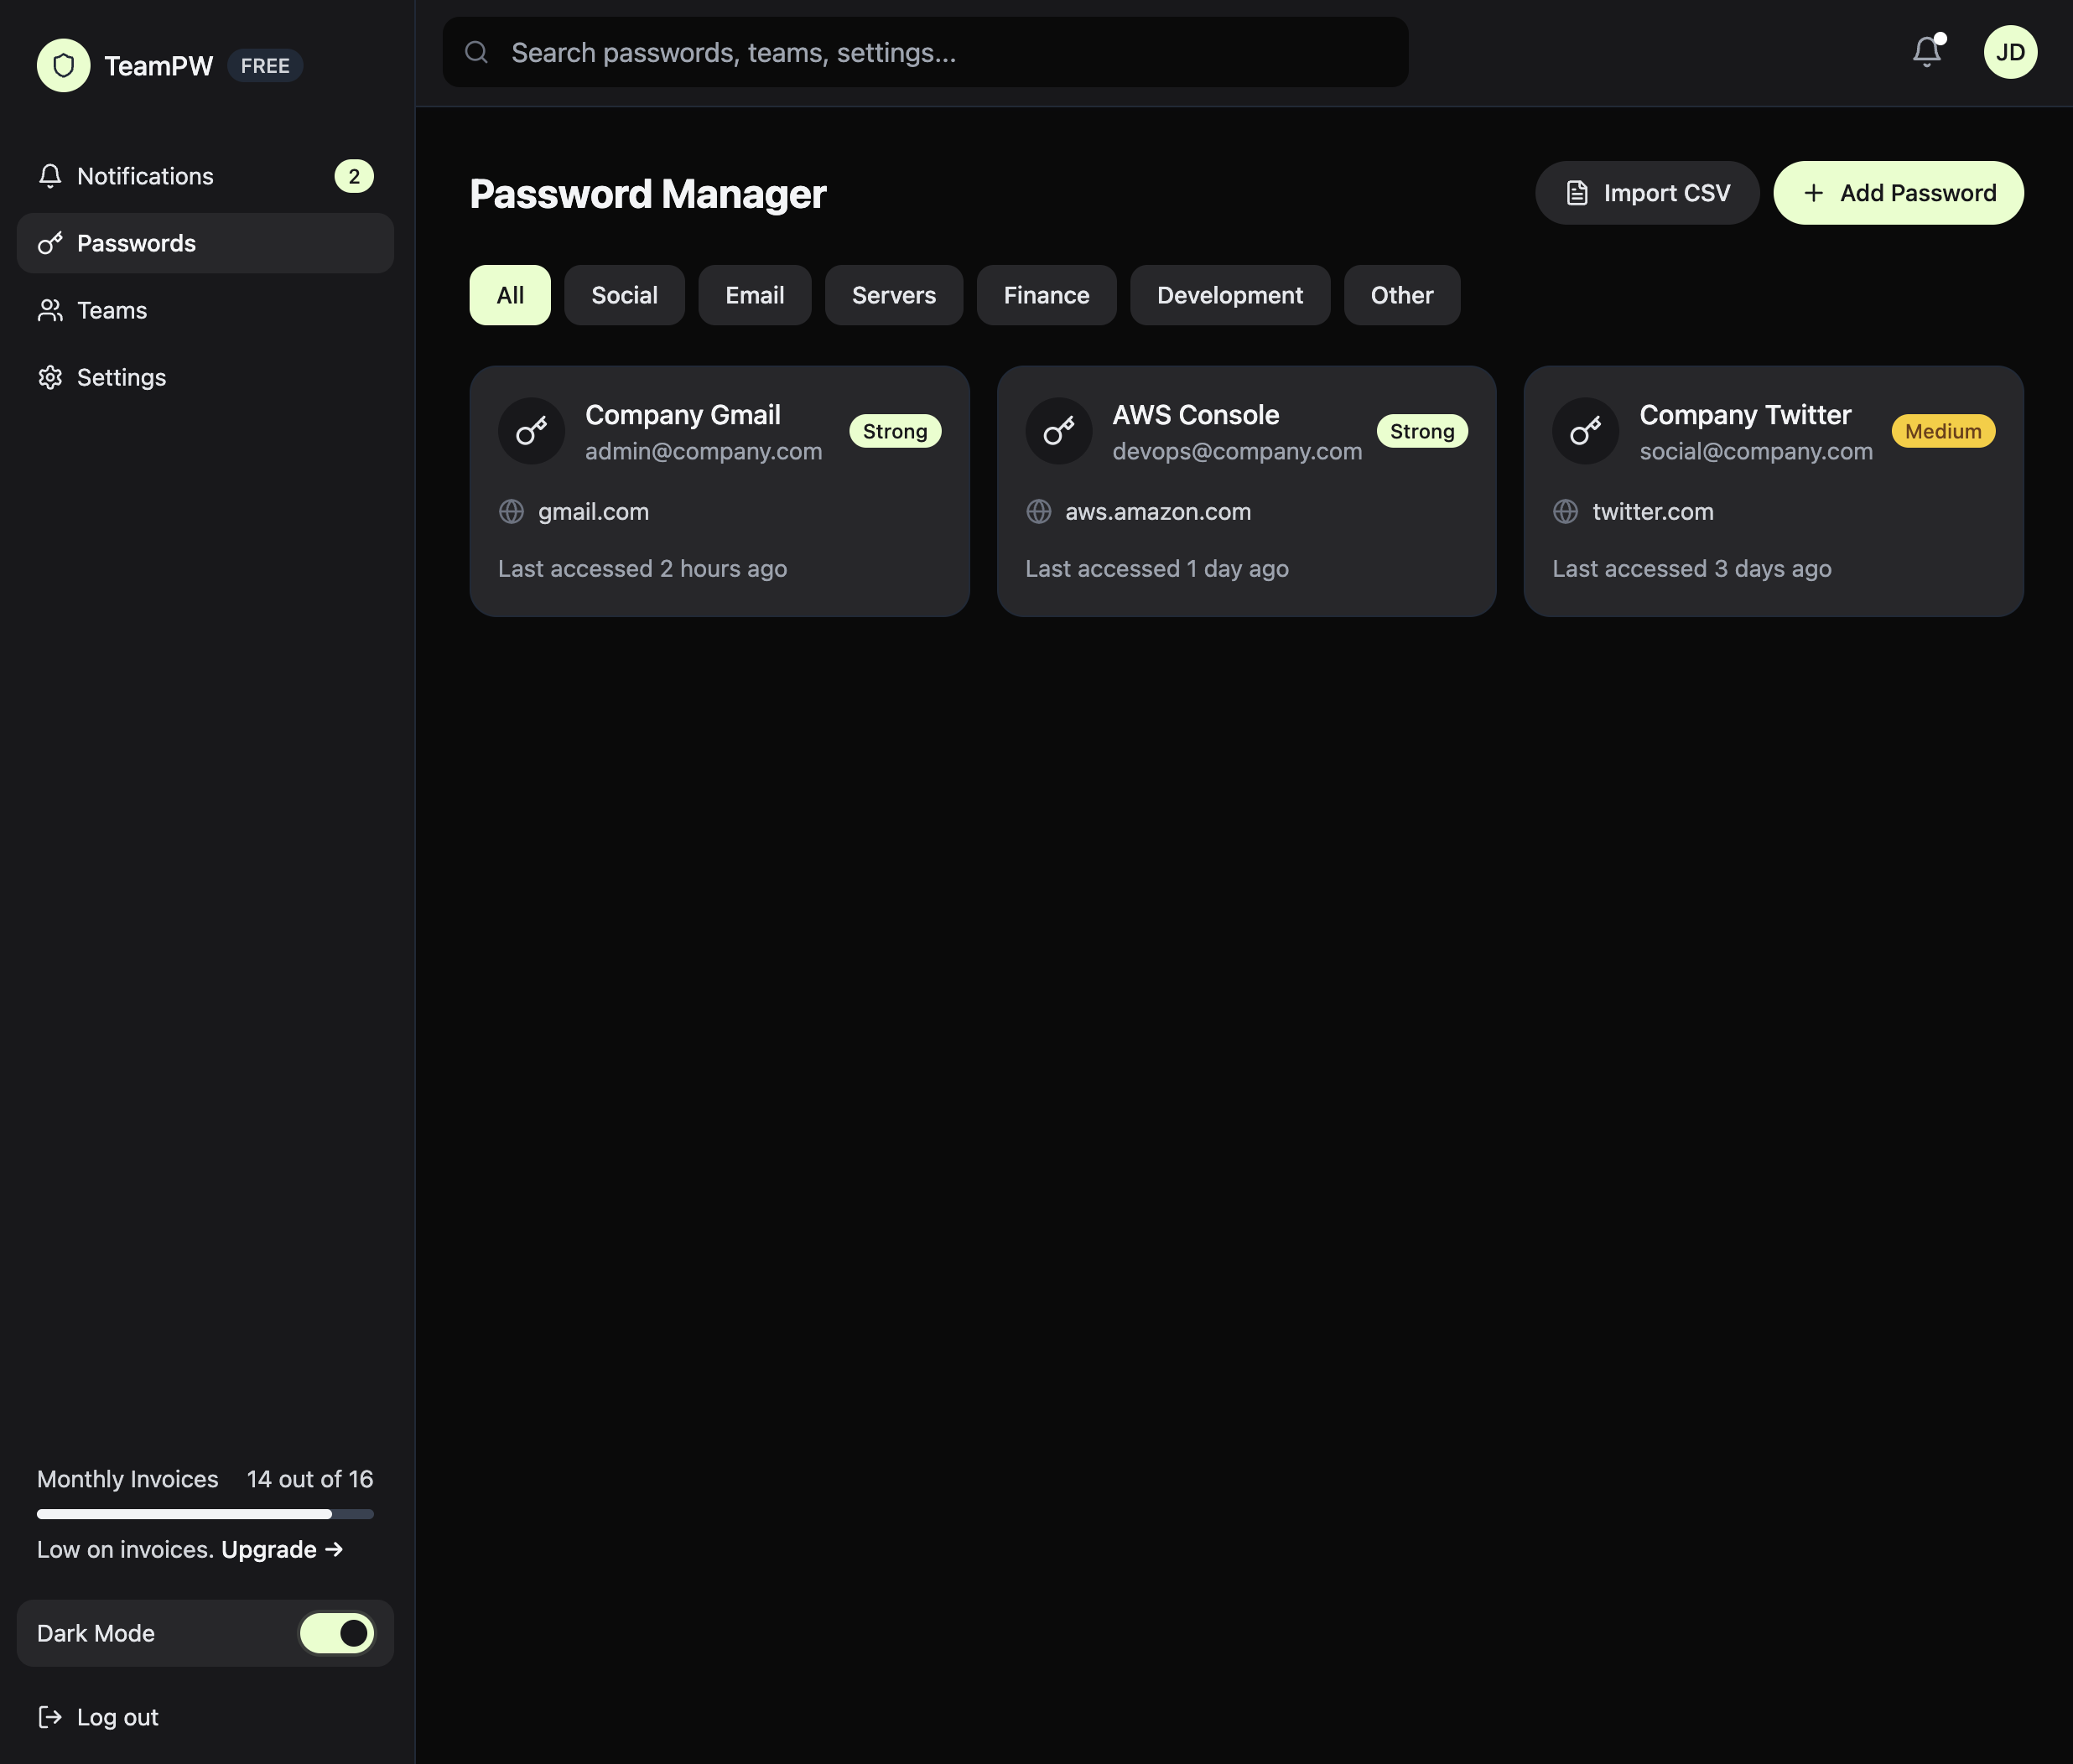 TeamPW FREE
Notifications 2
Passwords
Teams
Settings
Monthly Invoices 14 out of 16
Low on invoices. Upgrade →
Dark Mode
Log out
Search passwords, teams, settings...
JD
Password Manager
Import CSV
+ Add Password
All Social Email Servers Finance Development Other
Company Gmail
admin@company.com
Strong
gmail.com
Last accessed 2 hours ago
AWS Console
devops@company.com
Strong
aws.amazon.com
Last accessed 1 day ago
Company Twitter
social@company.com
Medium
twitter.com
Last accessed 3 days ago